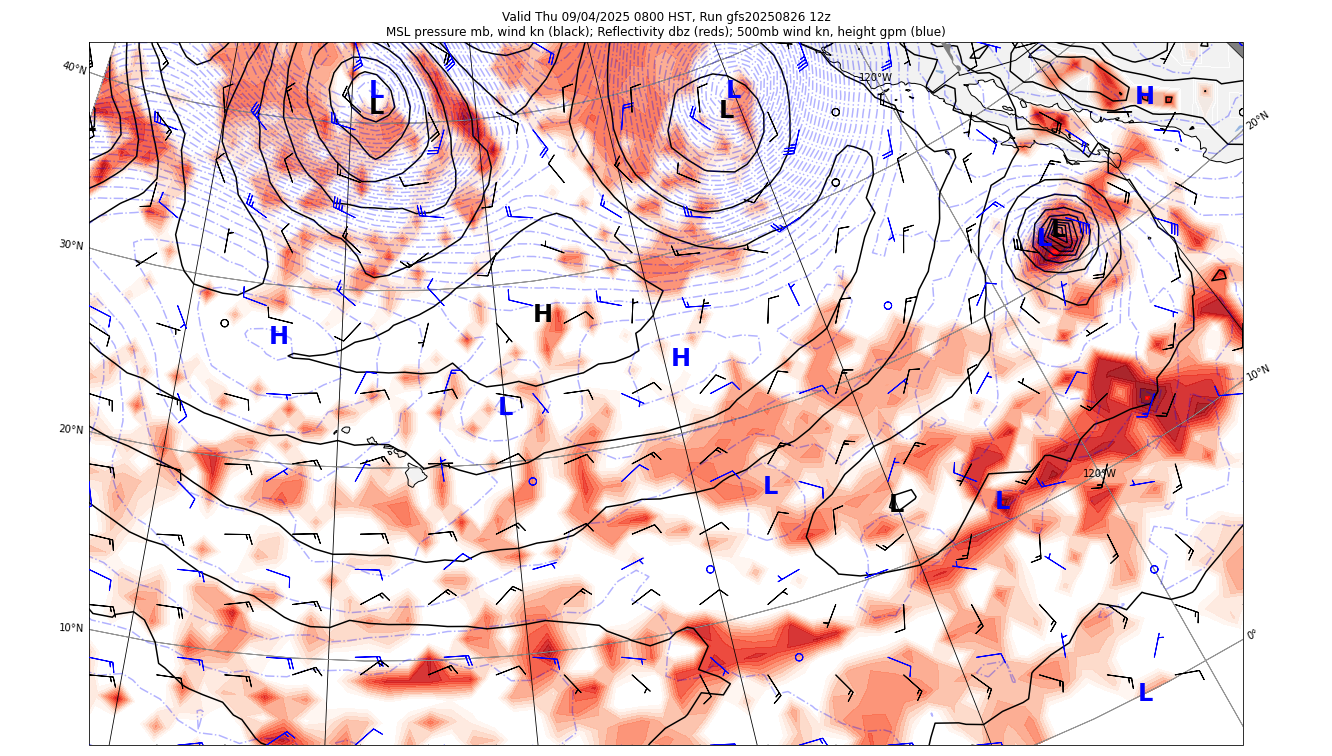 Valid Thu 09/04/2025 0800 HST, Run gfs20250826 12z
MSL pressure mb, wind kn (black); Reflectivity dbz (reds); 500mb wind kn, height gpm (blue)
40°N
120°W
L
L
L
L
H
20°N
30°N
L
L
H
H
H
10°N
L
20°N
120°W
L
L
L
10°N
0°
L